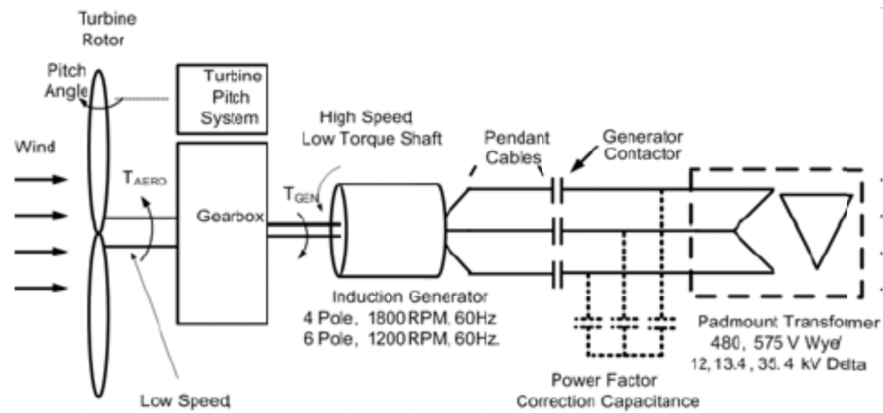 Turbine
Rotor
Pitch
Angle
Turbine
Pitch
System
Wind
T AERO
Gearbox
High Speed
Low Torque Shaft
T GEN
Pendant
Cables
Generator
Contactor
Induction Generator
4 Pole, 1800 RPM, 60Hz
6 Pole, 1200 RPM, 60Hz.
Low Speed
Power Factor
Correction Capacitance
Padmount Transformer
480, 575 V Wye/
12, 13.4, 35.4 kV Delta